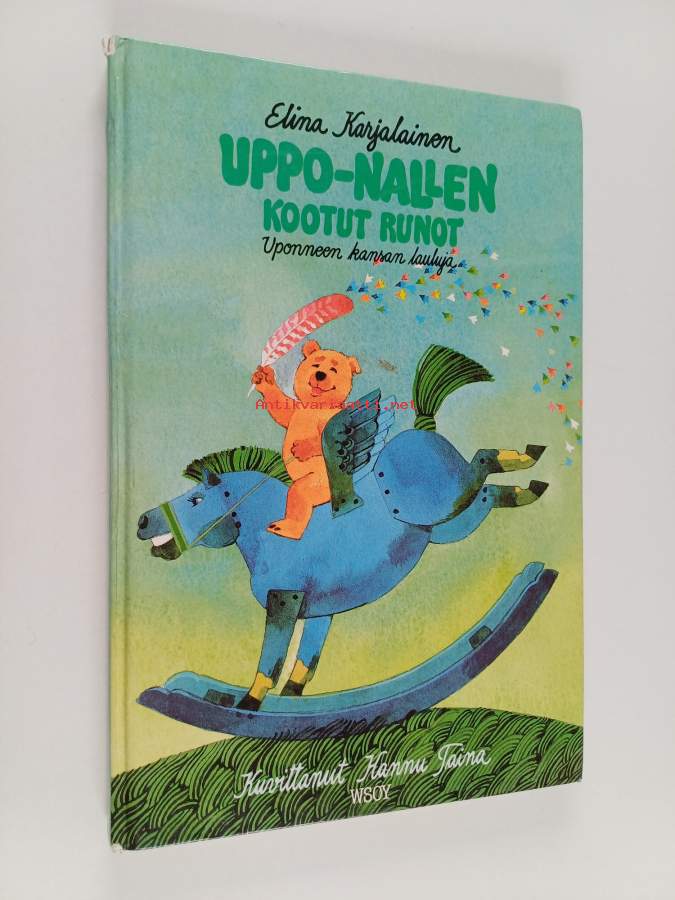 Elina Karjalainen
UPPO-NALLEN
KOOTUT RUNOT
Uponneen kansan lauluja
Antikvariaatti.net
Kuvittanut Hannu Taina
WSOY